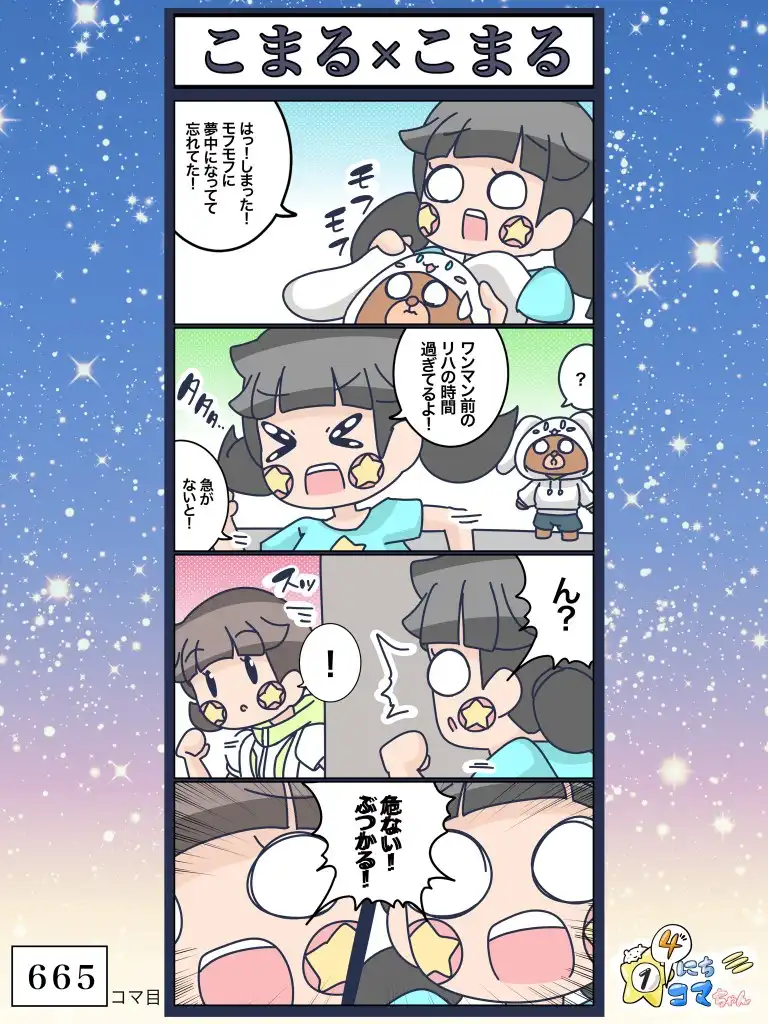 こまる×こまる
はっ!しまった!
モフモフに
夢中になってて
忘れてた!
モフ
モフ
ワンマン前の
リハの時間
過ぎてるよ!
?
急が
ないと!
ん?
スッ
!
危ない!
ぶつかる!
665
コマ目
1
4
にち
コマちゃん